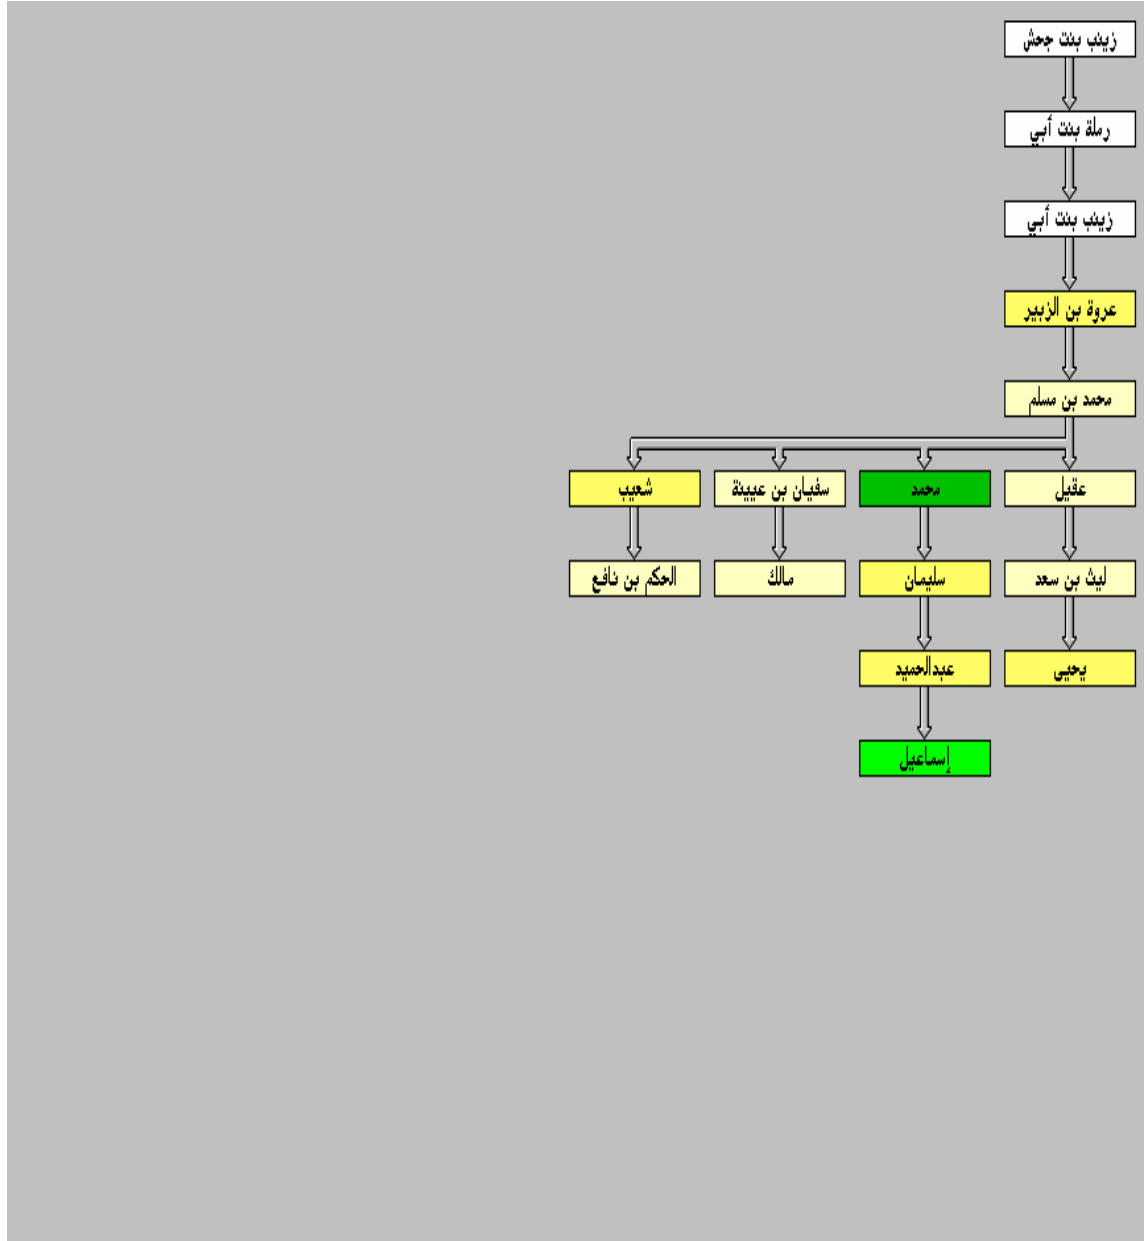 زينب بنت جحش
رملة بنت أبي
زينب بنت أبي
عروة بن الزبير
محمد بن مسلم
عقيل
محمد
سفيان بن عيينة
شعيب
ليث بن سعد
سليمان
مالك
الحكم بن نافع
يحيى
عبدالحميد
إسماعيل